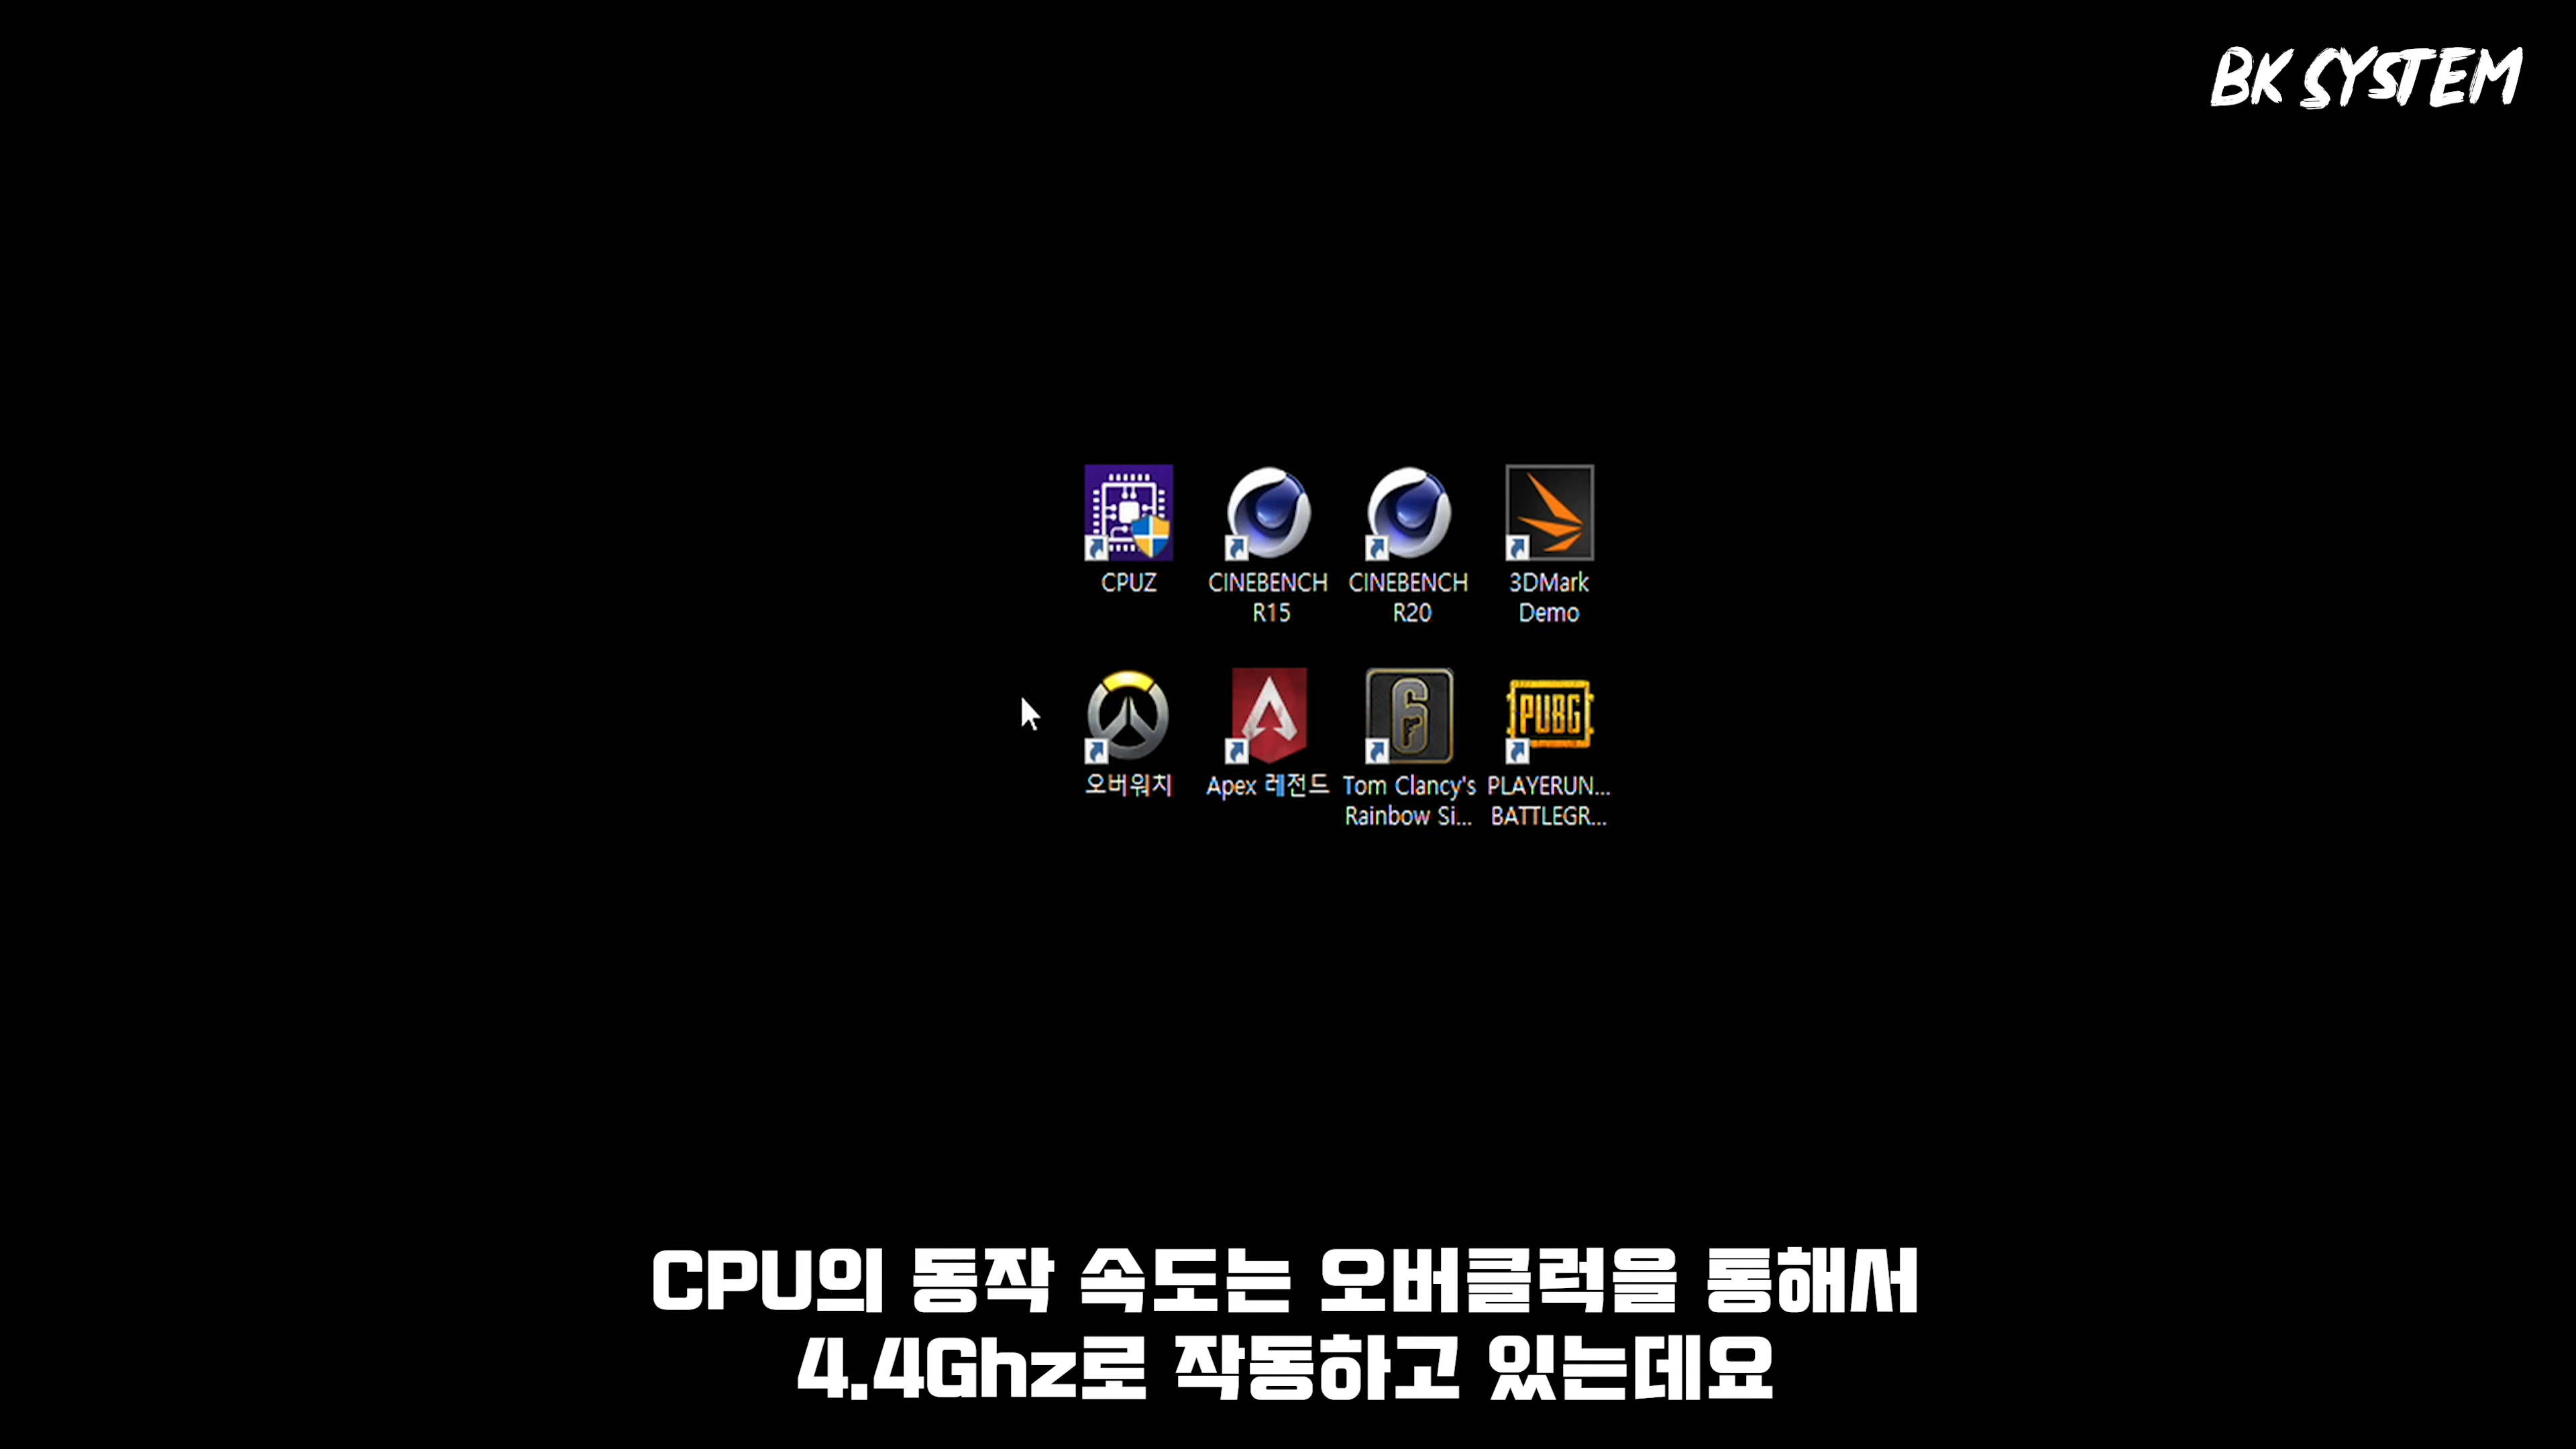 BK SYSTEM
CPUZ
CINEBENCH
R15
CINEBENCH
R20
3DMark
Demo
PUBG
오버워치
Apex 레전드
Tom Clancy's
Rainbow Si...
PLAYERUN...
BATTLEGR...
CPU의 동작 속도는 오버클럭을 통해서
4.4Ghz로 작동하고 있는데요